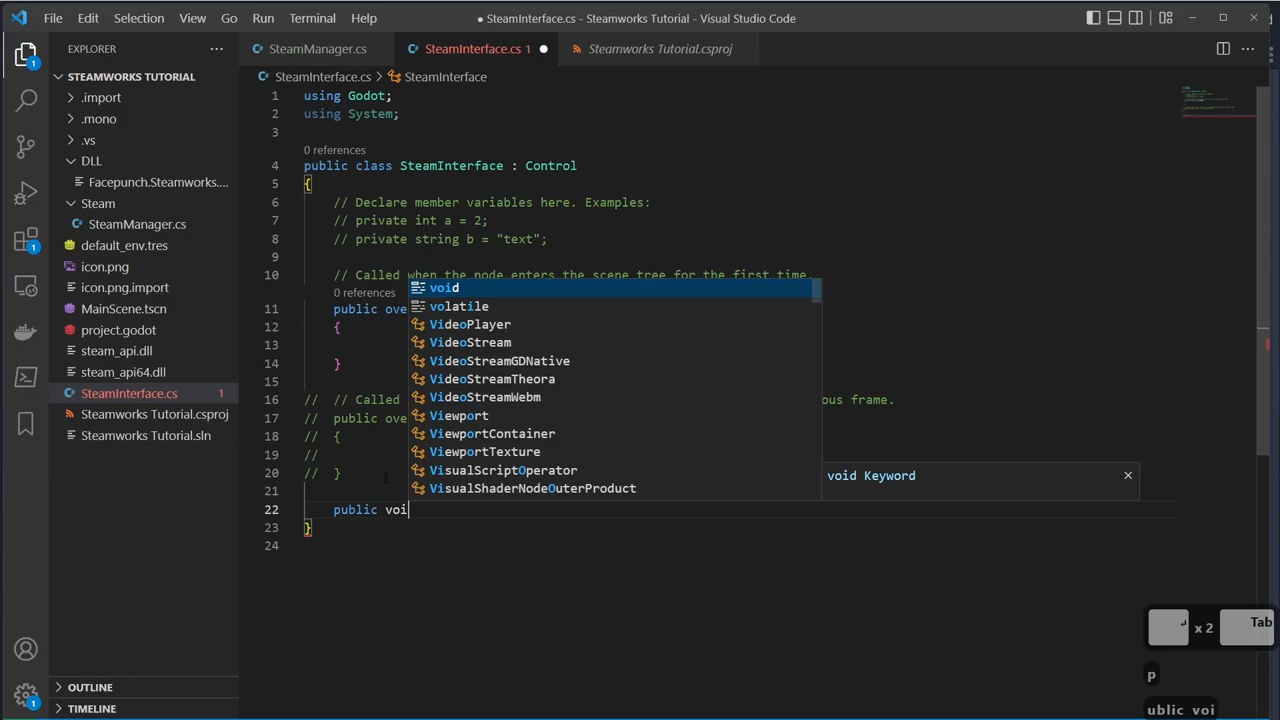 File Edit Selection View Go Run Terminal Help
● SteamInterface.cs - Steamworks Tutorial - Visual Studio Code
EXPLORER
STEAMWORKS TUTORIAL
.import
.mono
.vs
DLL
Facepunch.Steamworks....
Steam
SteamManager.cs
default_env.tres
icon.png
icon.png.import
MainScene.tscn
project.godot
steam_api.dll
steam_api64.dll
SteamInterface.cs 1
Steamworks Tutorial.csproj
Steamworks Tutorial.sln
OUTLINE
TIMELINE
1
1
1
SteamManager.cs SteamInterface.cs 1 Steamworks Tutorial.csproj
SteamInterface.cs > SteamInterface
1 using Godot;
2 using System;
3
0 references
4 public class SteamInterface : Control
5 {
6 // Declare member variables here. Examples:
7 // private int a = 2;
8 // private string b = "text";
9
10 // Called when the node enters the scene tree for the first time.
0 references
11 public ove
12 {
13
14 }
15
16 // // Called ous frame.
17 // public ove
18 // {
19 //
20 // }
21
22 public voi
23 }
24
void
volatile
VideoPlayer
VideoStream
VideoStreamGDNative
VideoStreamTheora
VideoStreamWebm
Viewport
ViewportContainer
ViewportTexture
VisualScriptOperator
VisualShaderNodeOuterProduct
void Keyword
x 2 Tab
p
ublic voi